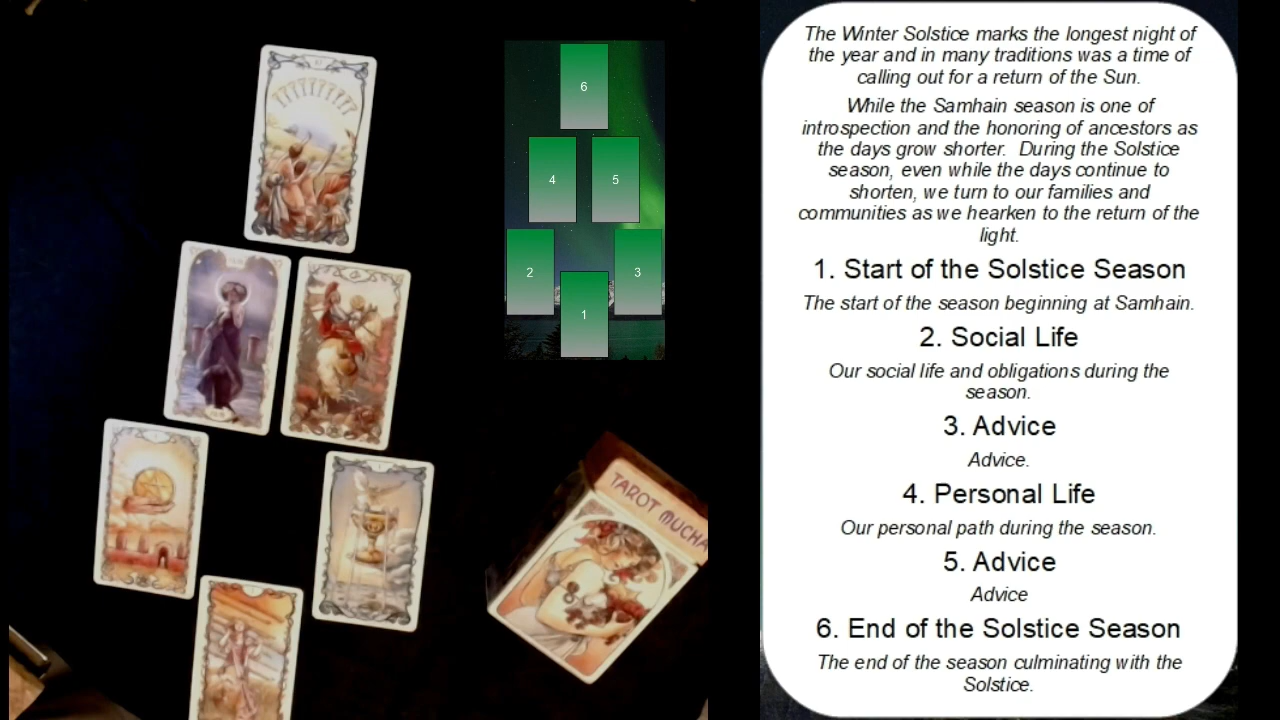 The Winter Solstice marks the longest night of
the year and in many traditions was a time of
calling out for a return of the Sun.
While the Samhain season is one of
introspection and the honoring of ancestors as
the days grow shorter. During the Solstice
season, even while the days continue to
shorten, we turn to our families and
communities as we hearken to the return of the
light.
1. Start of the Solstice Season
The start of the season beginning at Samhain.
2. Social Life
Our social life and obligations during the
season.
3. Advice
Advice.
4. Personal Life
Our personal path during the season.
5. Advice
Advice
6. End of the Solstice Season
The end of the season culminating with the
Solstice.
6
4
5
2
3
1
TAROT MUCHA